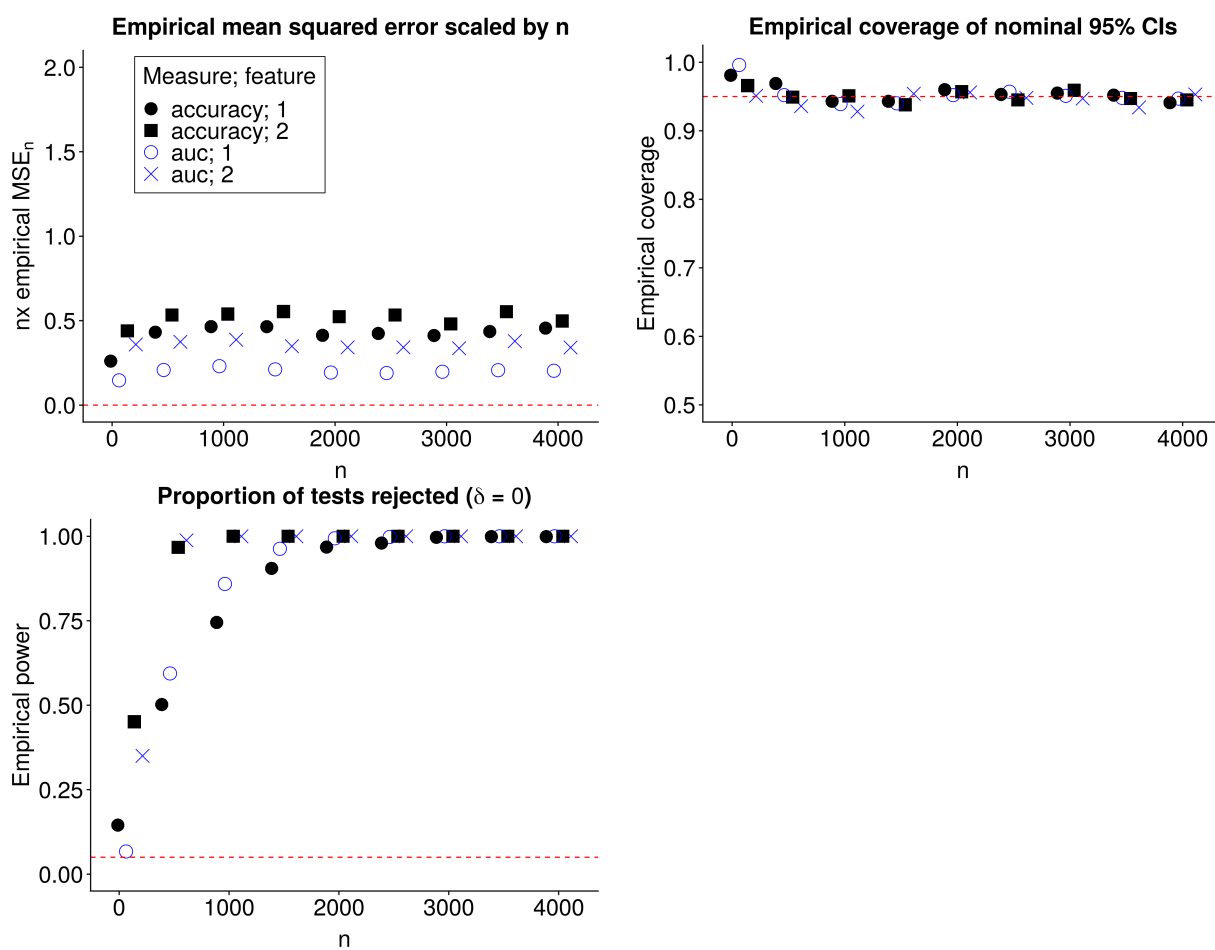 Empirical mean squared error scaled by n
nx empirical MSEₙ
2.0
1.5
1.0
0.5
0.0
Measure; feature
accuracy; 1
accuracy; 2
auc; 1
auc; 2
0 1000 2000 3000 4000
n
Empirical coverage of nominal 95% CIs
Empirical coverage
1.0
0.9
0.8
0.7
0.6
0.5
0 1000 2000 3000 4000
n
Proportion of tests rejected (δ = 0)
Empirical power
1.00
0.75
0.50
0.25
0.00
0 1000 2000 3000 4000
n